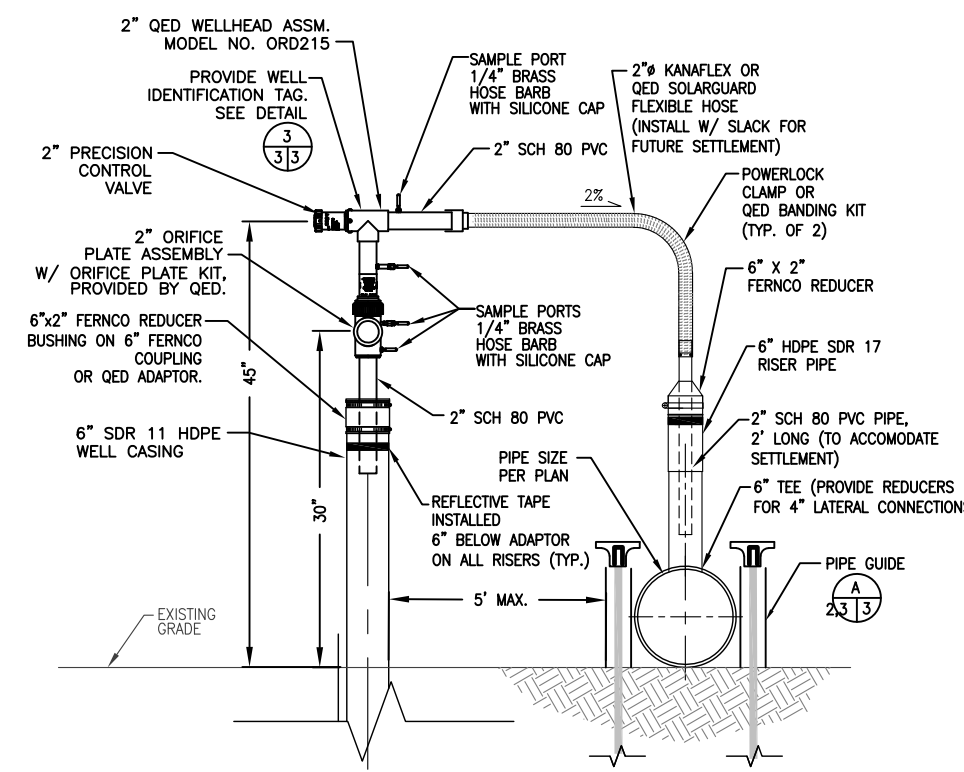 2" QED WELLHEAD ASSM.
MODEL NO. ORD215
PROVIDE WELL
IDENTIFICATION TAG.
SEE DETAIL
3
3 3
2" PRECISION
CONTROL
VALVE
2" ORIFICE
PLATE ASSEMBLY
W/ ORIFICE PLATE KIT,
PROVIDED BY QED.
6"x2" FERNCO REDUCER
BUSHING ON 6" FERNCO
COUPLING
OR QED ADAPTOR.
6" SDR 11 HDPE
WELL CASING
45"
30"
EXISTING
GRADE
SAMPLE PORT
1/4" BRASS
HOSE BARB
WITH SILICONE CAP
2" SCH 80 PVC
2%
SAMPLE PORTS
1/4" BRASS
HOSE BARB
WITH SILICONE CAP
2" SCH 80 PVC
REFLECTIVE TAPE
INSTALLED
6" BELOW ADAPTOR
ON ALL RISERS (TYP.)
5' MAX.
PIPE SIZE
PER PLAN
2"ø KANAFLEX OR
QED SOLARGUARD
FLEXIBLE HOSE
(INSTALL W/ SLACK FOR
FUTURE SETTLEMENT)
POWERLOCK
CLAMP OR
QED BANDING KIT
(TYP. OF 2)
6" X 2"
FERNCO REDUCER
6" HDPE SDR 17
RISER PIPE
2" SCH 80 PVC PIPE,
2' LONG (TO ACCOMODATE
SETTLEMENT)
6" TEE (PROVIDE REDUCERS
FOR 4" LATERAL CONNECTION
PIPE GUIDE
A
2,3 3